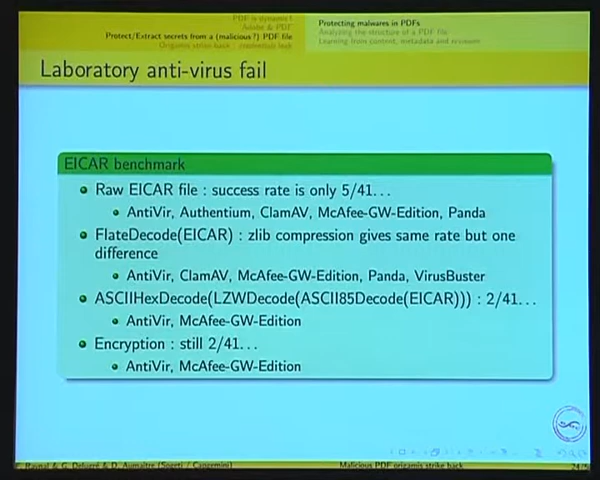 PDF is dynamic !
Adobe & PDF
Protect/Extract secrets from a (malicious?) PDF file
Origamis strike back : credentials leak
Protecting malwares in PDFs
Analyzing the structure of a PDF file
Learning from content, metadata and revision
Laboratory anti-virus fail
EICAR benchmark
Raw EICAR file : success rate is only 5/41...
AntiVir, Authentium, ClamAV, McAfee-GW-Edition, Panda
FlateDecode(EICAR) : zlib compression gives same rate but one
difference
AntiVir, ClamAV, McAfee-GW-Edition, Panda, VirusBuster
ASCIIHexDecode(LZWDecode(ASCII85Decode(EICAR))) : 2/41...
AntiVir, McAfee-GW-Edition
Encryption : still 2/41...
AntiVir, McAfee-GW-Edition
Raynal & G. Delugré & D. Aumaitre (Sogeti / Capgemini)
Malicious PDF origamis strike back